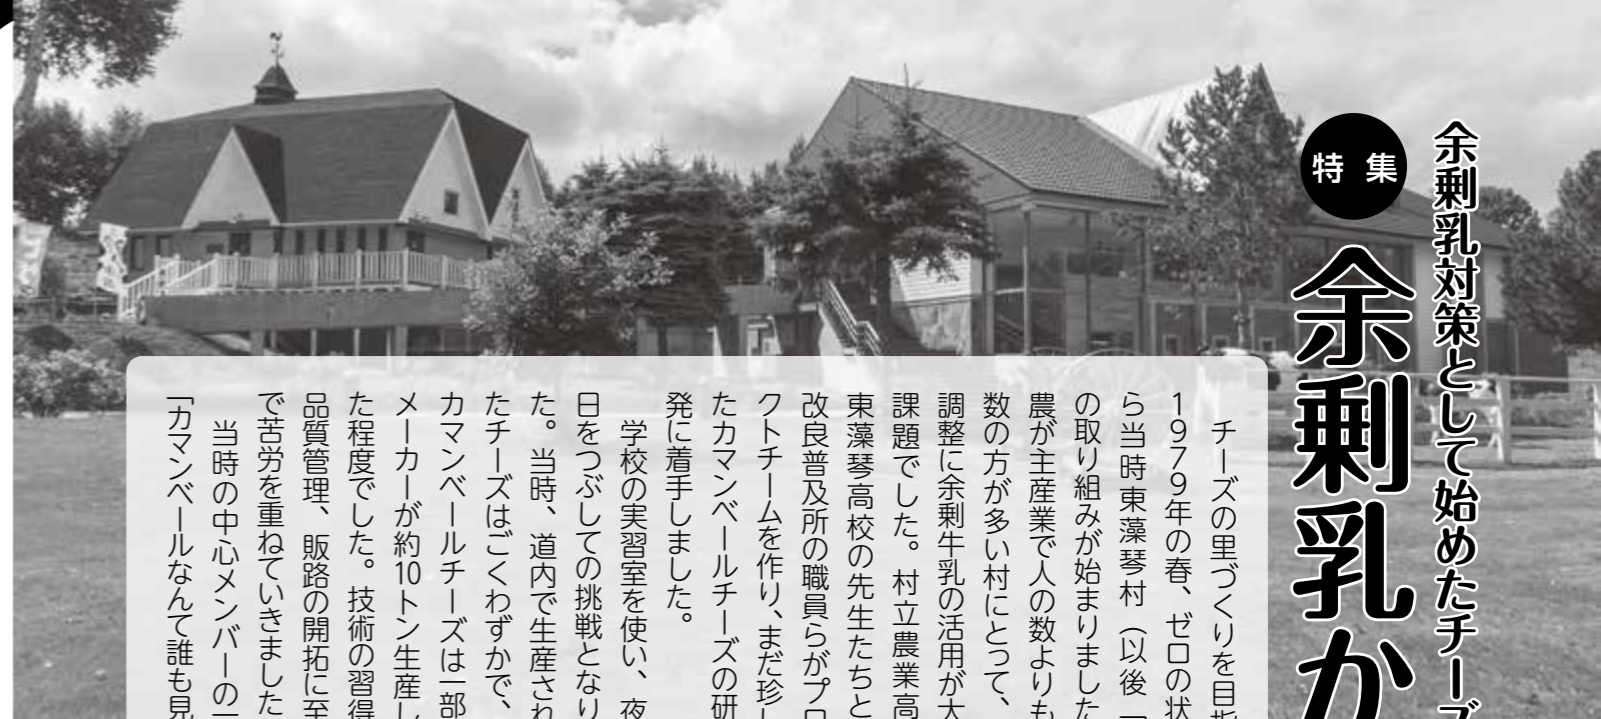 余剰乳対策として始めたチーズ
特集
余剰乳か
チーズの里づくりを目指
1979年の春、ゼロの状
ら当時東藻琴村（以後「
の取り組みが始まりました
農が主産業で人の数よりも
数の方が多い村にとって、
調整に余剰牛乳の活用が大
課題でした。村立農業高
東藻琴高校の先生たちと
改良普及所の職員らがプロ
クトチームを作り、まだ珍し
たカマンベールチーズの研
発に着手しました。
学校の実習室を使い、夜
日をつぶしての挑戦となり
た。当時、道内で生産され
たチーズはごくわずかで、
カマンベールチーズは一部
メーカーが約10トン生産し
た程度でした。技術の習得
品質管理、販路の開拓に至
で苦労を重ねていきました
当時の中心メンバーの一
「カマンベールなんて誰も見